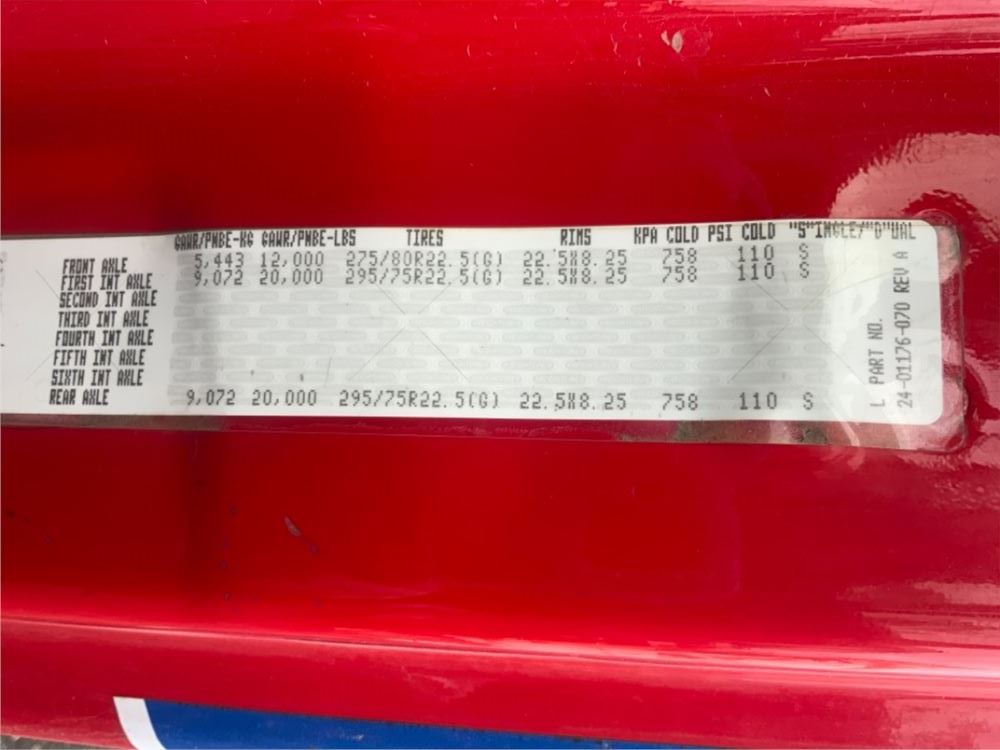 GAWR/PNBE-KG GAWR/PNBE-LBS TIRES RIMS KPA COLD PSI COLD "S"INGLE/"D"UAL
FRONT AXLE 5,443 12,000 275/80R22.5(G) 22.5X8.25 758 110 S
FIRST INT AXLE 9,072 20,000 295/75R22.5(G) 22.5X8.25 758 110 S
SECOND INT AXLE
THIRD INT AXLE
FOURTH INT AXLE
FIFTH INT AXLE
SIXTH INT AXLE
REAR AXLE 9,072 20,000 295/75R22.5(G) 22.5X8.25 758 110 S
L PART NO.
24-01176-070 REV A